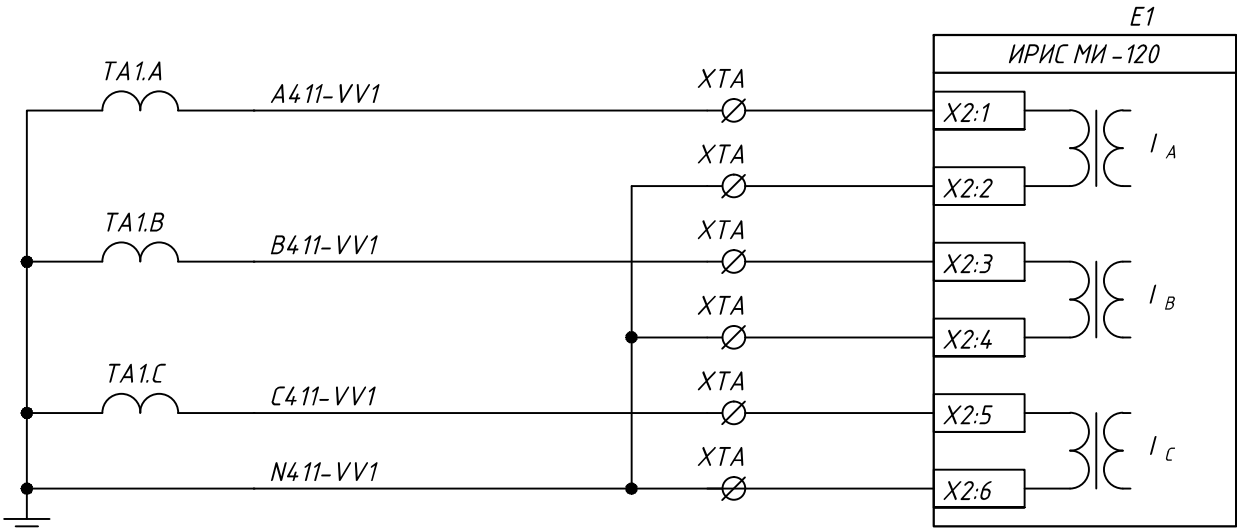 E1
ИРИС МИ-120
TA1.A
A411-VV1
XTA
X2:1
I A
XTA
X2:2
TA1.B
B411-VV1
XTA
X2:3
I B
XTA
X2:4
TA1.C
C411-VV1
XTA
X2:5
I C
N411-VV1
XTA
X2:6